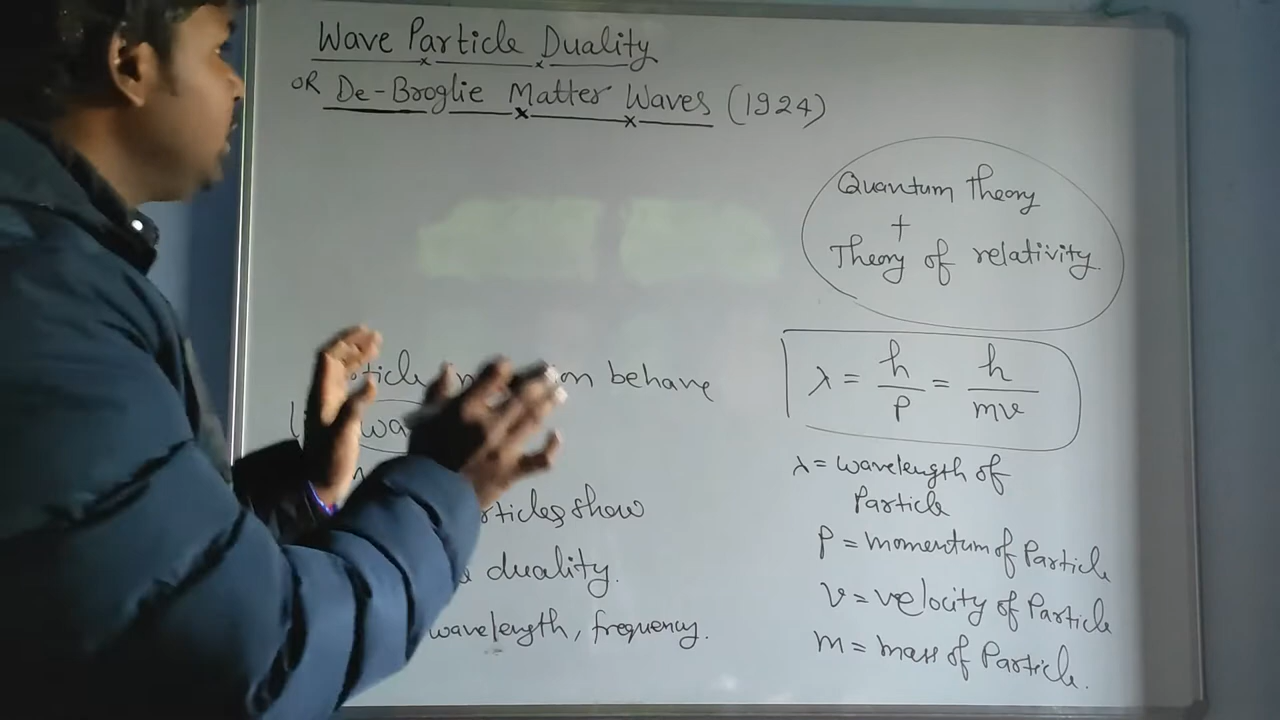 Wave Particle Duality
OR De-Broglie Matter Waves (1924)
Quantum Theory
+
Theory of relativity.
behave
show
duality.
wavelength, frequency.
λ = h/P = h/mv
λ = wavelength of
Particle
P = momentum of Particle
v = velocity of Particle
m = mass of Particle.